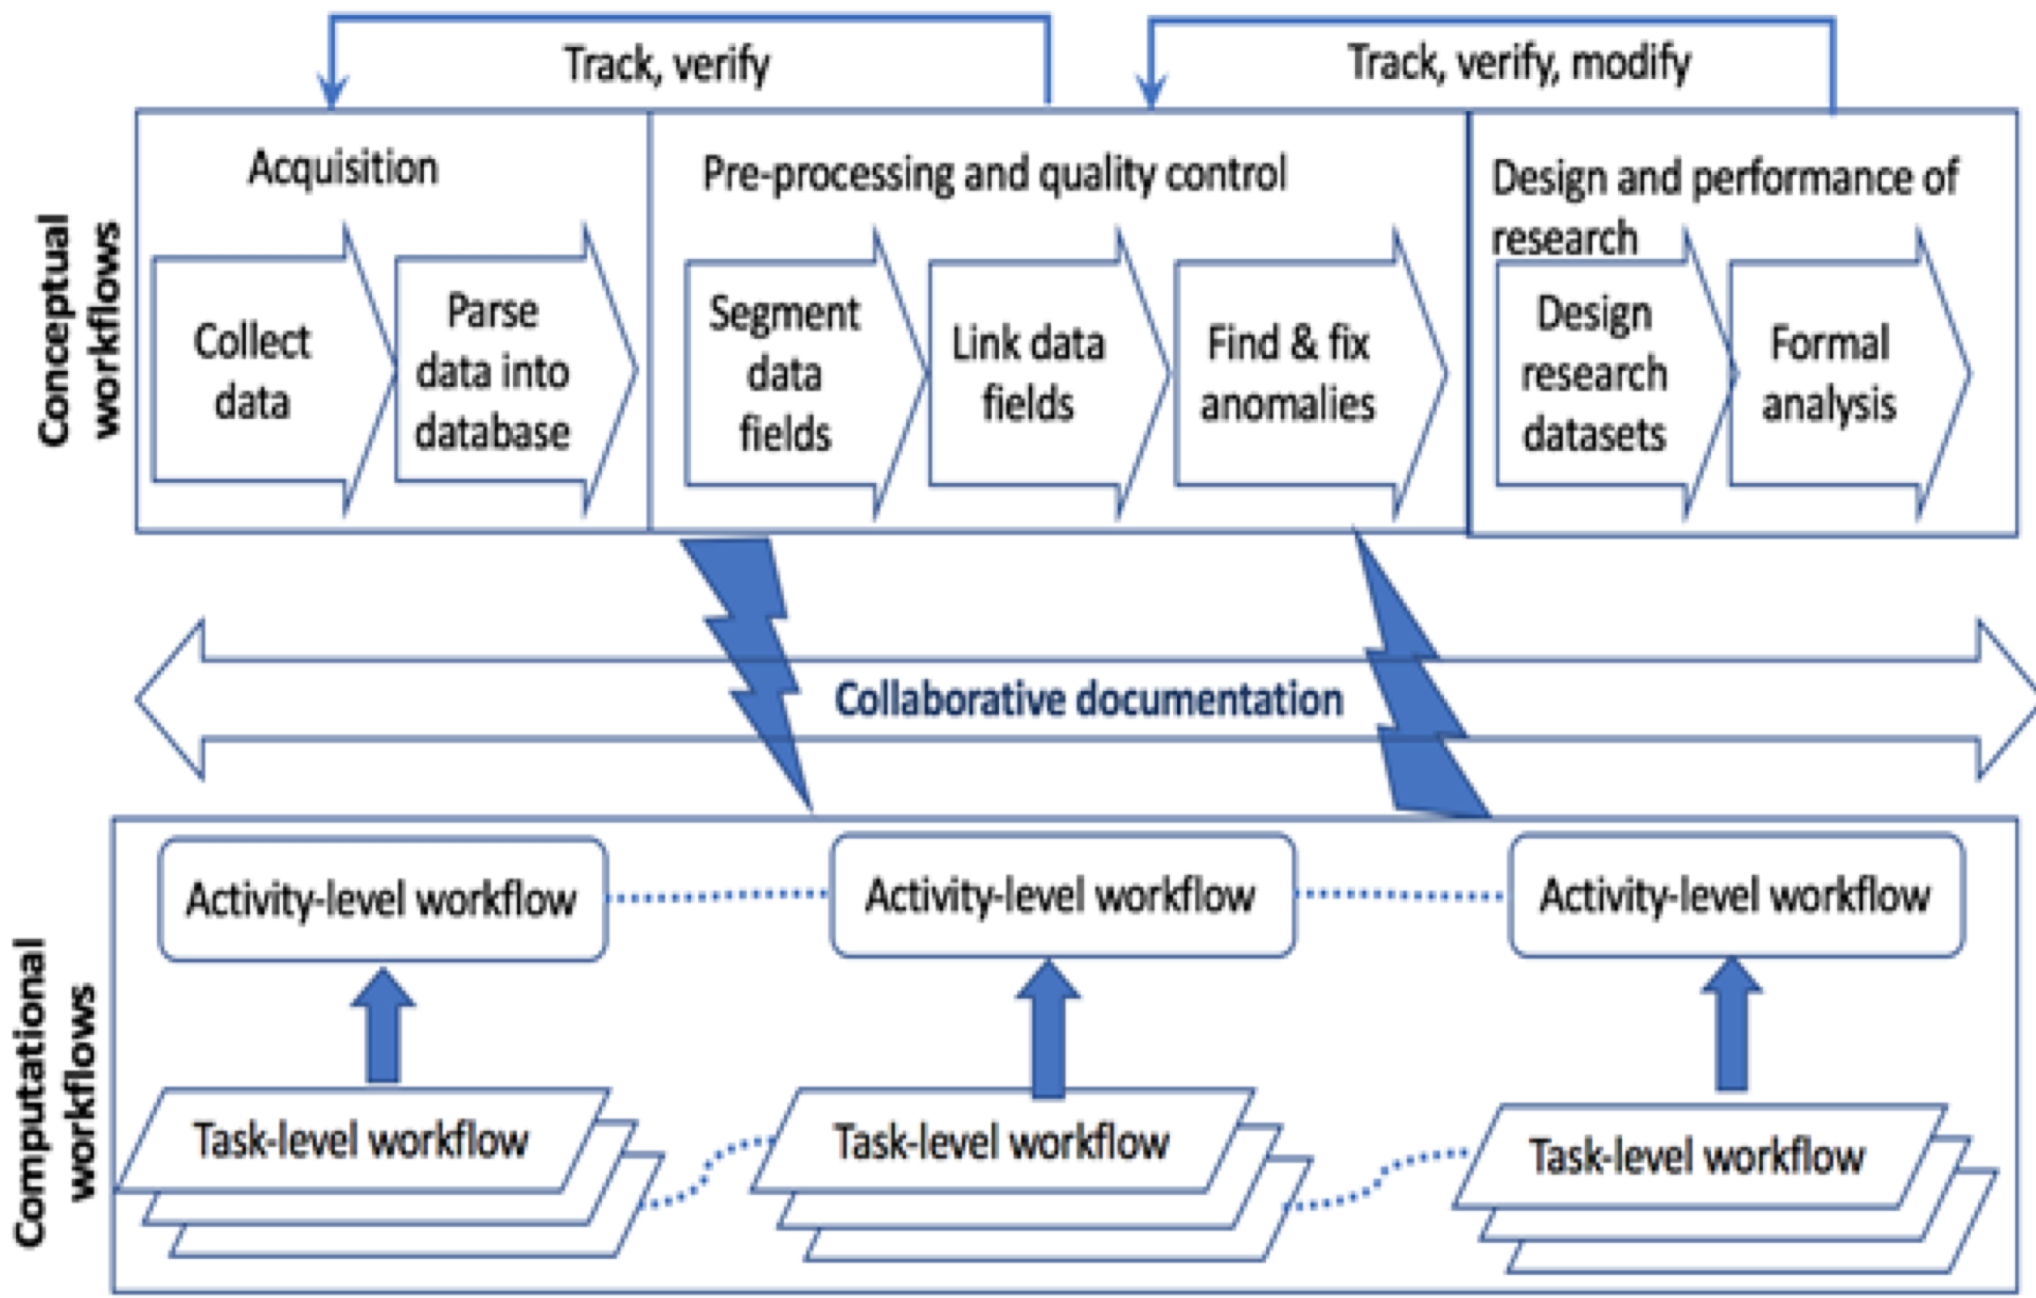 Track, verify
Track, verify, modify
Conceptual
workflows
Acquisition
Collect
data
Parse
data into
database
Pre-processing and quality control
Segment
data
fields
Link data
fields
Find & fix
anomalies
Design and performance of
research
Design
research
datasets
Formal
analysis
Collaborative documentation
Computational
workflows
Activity-level workflow
Activity-level workflow
Activity-level workflow
Task-level workflow
Task-level workflow
Task-level workflow